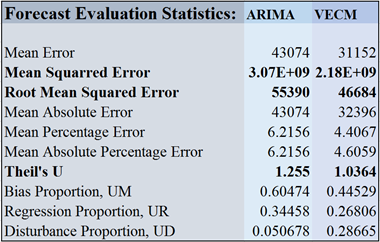 Forecast Evaluation Statistics: ARIMA VECM
Mean Error 43074 31152
Mean Squarred Error 3.07E+09 2.18E+09
Root Mean Squared Error 55390 46684
Mean Absolute Error 43074 32396
Mean Percentage Error 6.2156 4.4067
Mean Absolute Percentage Error 6.2156 4.6059
Theil's U 1.255 1.0364
Bias Proportion, UM 0.60474 0.44529
Regression Proportion, UR 0.34458 0.26806
Disturbance Proportion, UD 0.050678 0.28665